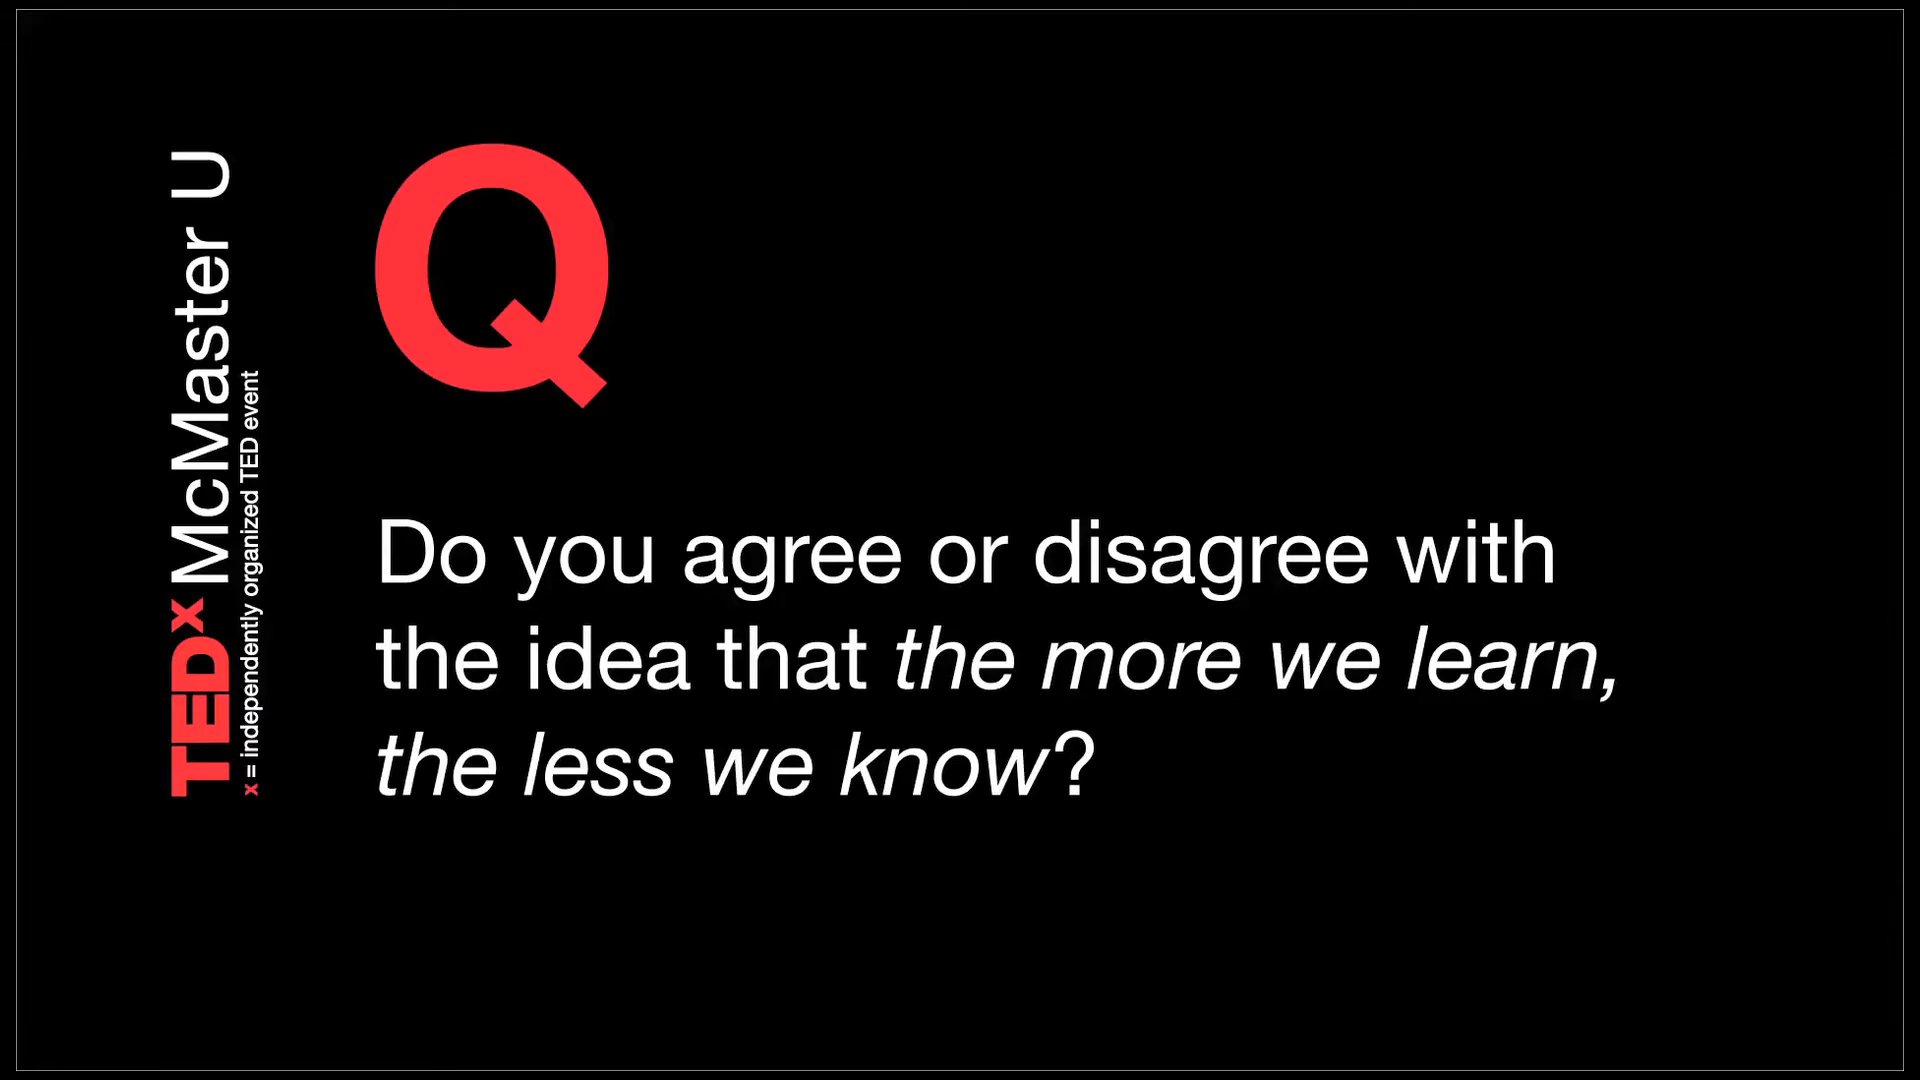 TEDx McMaster U
x = independently organized TED event
Q
Do you agree or disagree with
the idea that the more we learn,
the less we know?